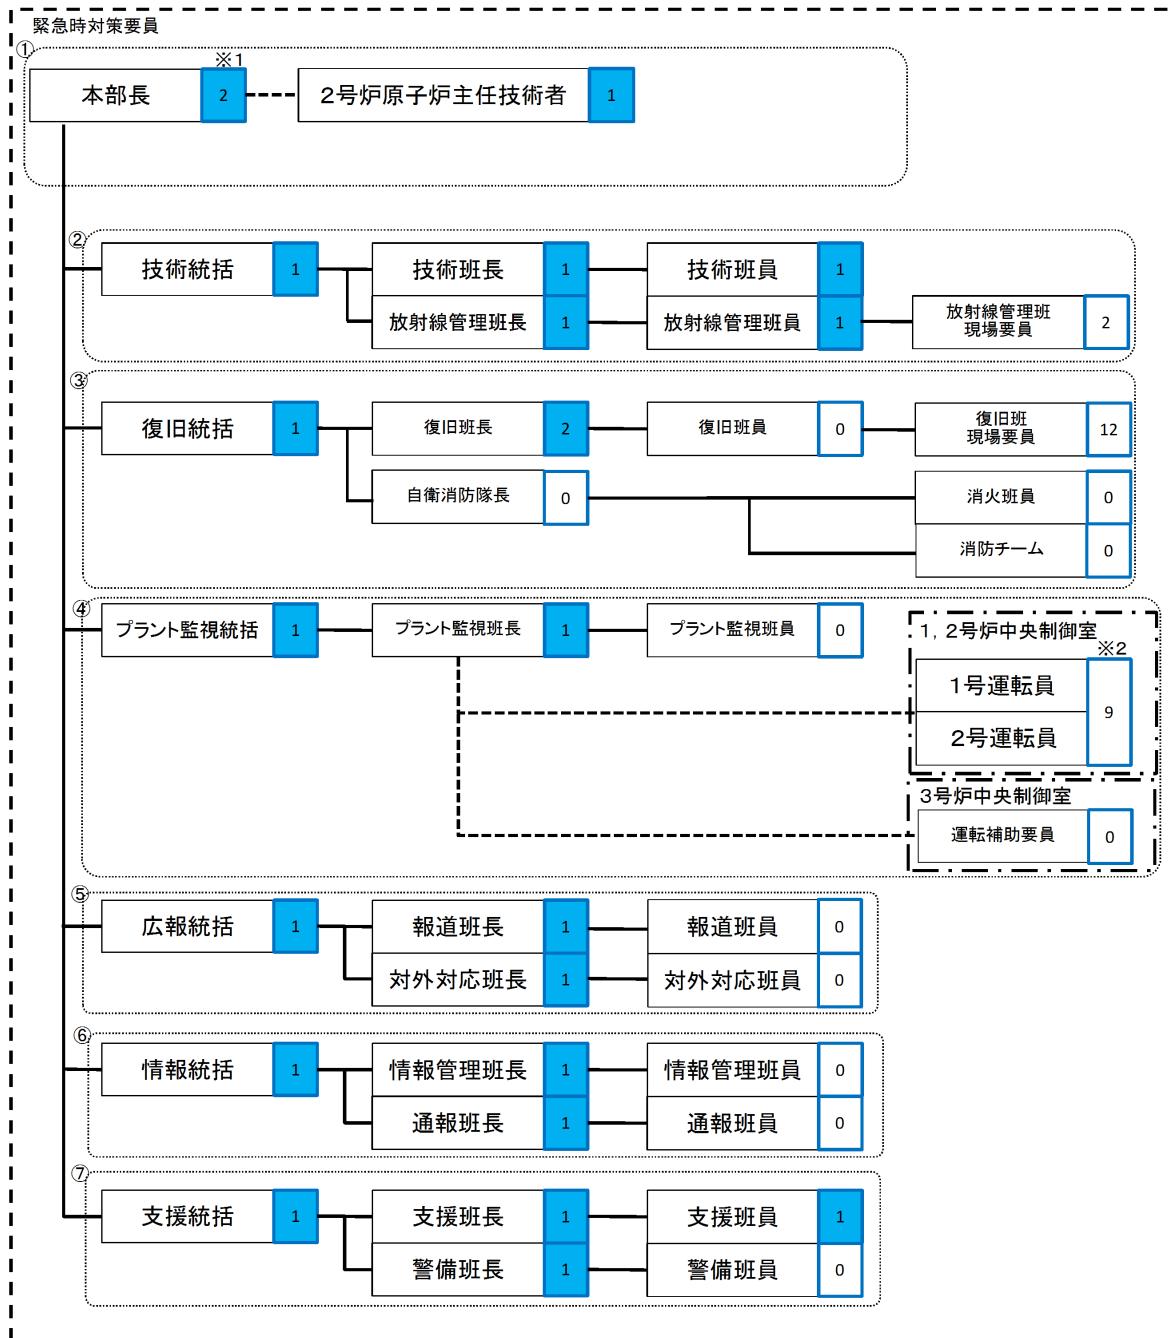 緊急時対策要員
①
※1
本部長 2
2号炉原子炉主任技術者 1
②
技術統括 1
技術班長 1
技術班員 1
放射線管理班長 1
放射線管理班員 1
放射線管理班
現場要員 2
③
復旧統括 1
復旧班長 2
復旧班員 0
復旧班
現場要員 12
自衛消防隊長 0
消火班員 0
消防チーム 0
④
プラント監視統括 1
プラント監視班長 1
プラント監視班員 0
1,2号炉中央制御室
※2
1号運転員
2号運転員
9
3号炉中央制御室
運転補助要員 0
⑤
広報統括 1
報道班長 1
報道班員 0
対外対応班長 1
対外対応班員 0
⑥
情報統括 1
情報管理班長 1
情報管理班員 0
通報班長 1
通報班員 0
⑦
支援統括 1
支援班長 1
支援班員 1
警備班長 1
警備班員 0